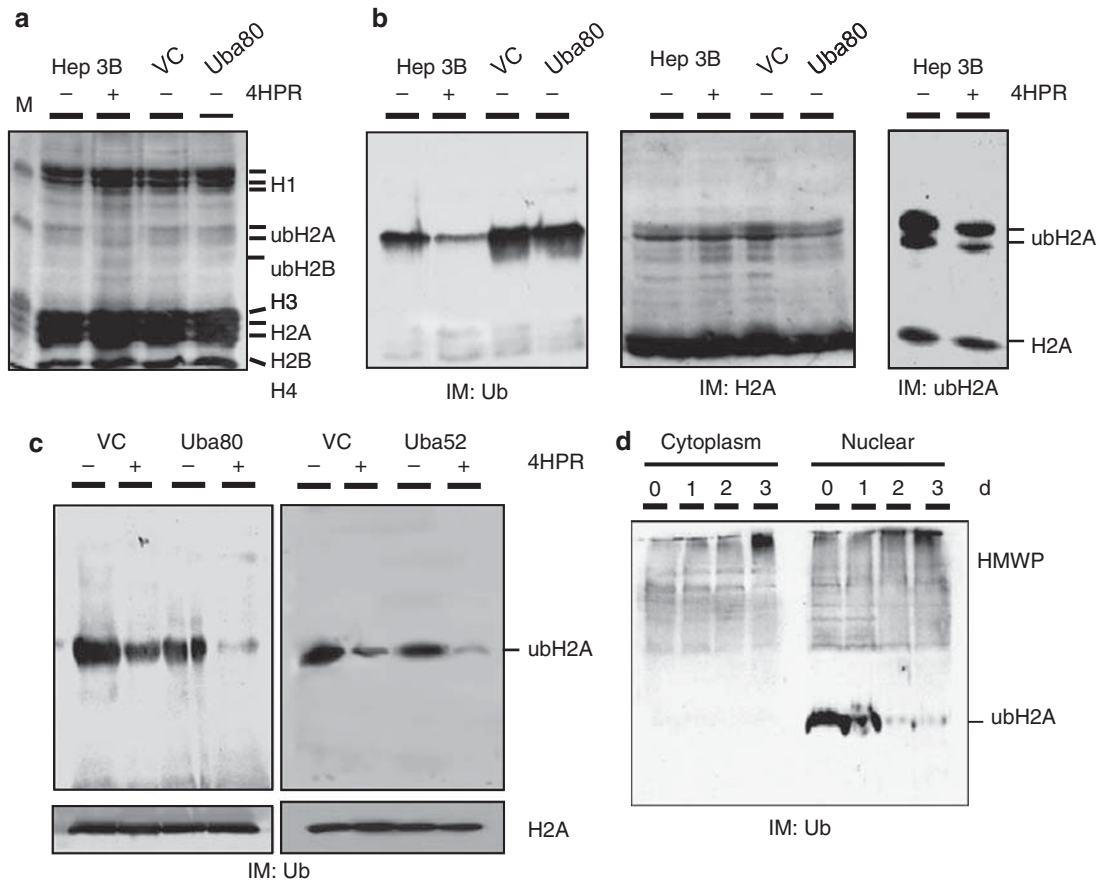 a
Hep 3B VC Uba80
M – + – – 4HPR
H1
ubH2A
ubH2B
H3
H2A
H2B
H4
b
Hep 3B VC Uba80
– + – –
IM: Ub
Hep 3B VC Uba80
– + – –
IM: H2A
Hep 3B
– + 4HPR
ubH2A
H2A
IM: ubH2A
c
VC Uba80 VC Uba52
– + – + – + – + 4HPR
ubH2A
H2A
IM: Ub
d
Cytoplasm Nuclear
0 1 2 3 0 1 2 3 d
HMWP
ubH2A
IM: Ub